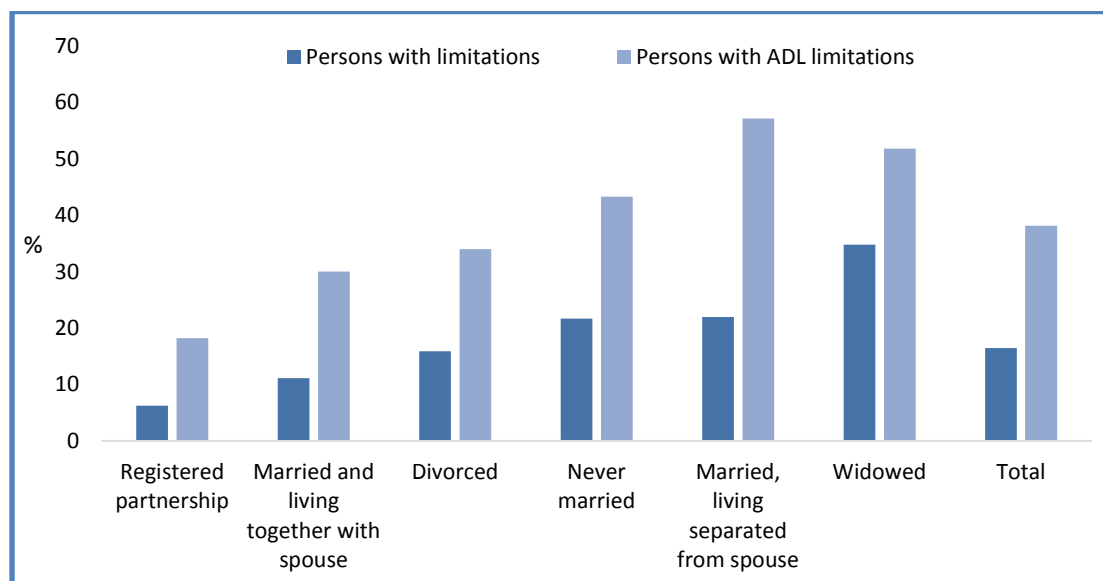 70
Persons with limitations
Persons with ADL limitations
60
50
40
%
30
20
10
0
Registered
partnership
Married and
living
together with
spouse
Divorced
Never
married
Married,
living
separated
from spouse
Widowed
Total